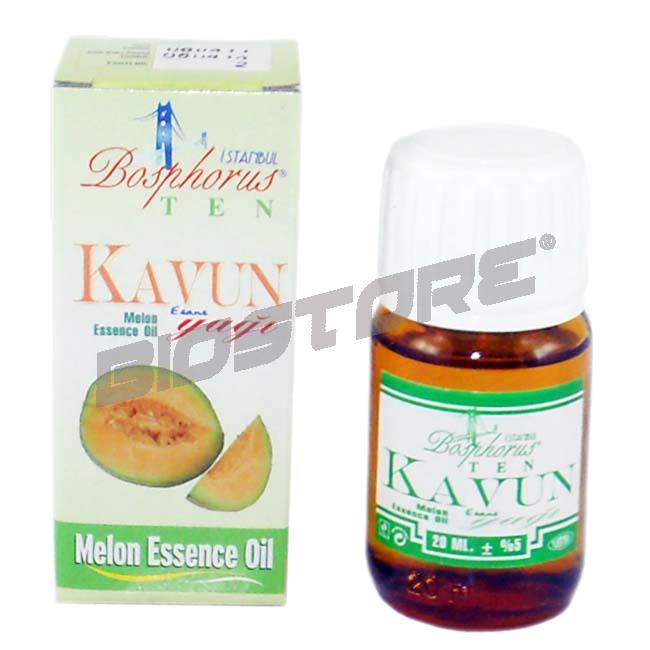 İSTANBUL
Bosphorus®
TEN
KAVUN
Melon
Essence Oil
Esans
yağı
Melon Essence Oil
BIOSTORE®
İSTANBUL
Bosphorus
TEN
KAVUN
Melon
Essence Oil
Esans
yağı
20 ML. ± %5